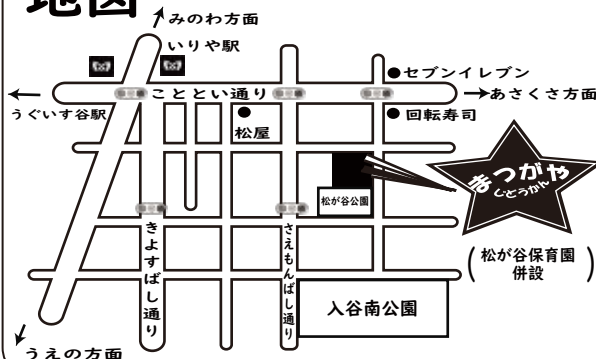 地図
みのわ方面
いりや駅
こととい通り
セブンイレブン
あさくさ方面
うぐいす谷駅
松屋
回転寿司
まつがや
じどうかん
松が谷公園
(松が谷保育園
併設)
きよすばし通り
さえもんばし通り
入谷南公園
うえの方面